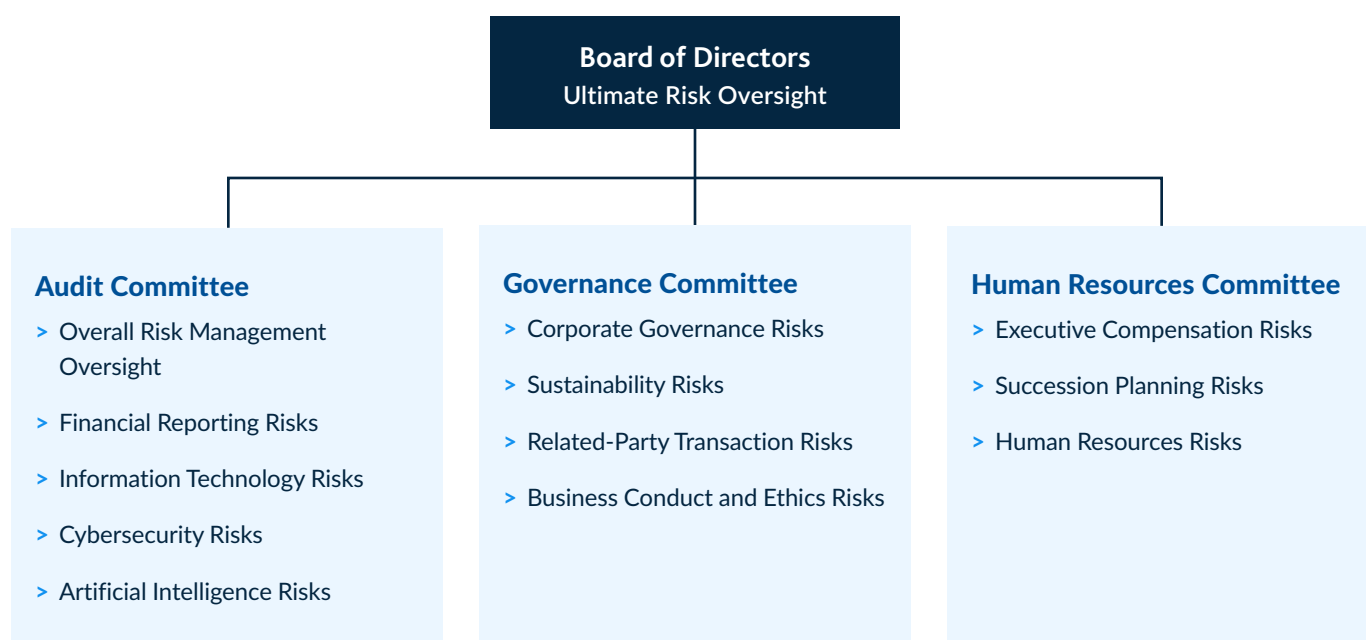 Board of Directors
Ultimate Risk Oversight
Audit Committee
> Overall Risk Management
Oversight
> Financial Reporting Risks
> Information Technology Risks
> Cybersecurity Risks
> Artificial Intelligence Risks
Governance Committee
> Corporate Governance Risks
> Sustainability Risks
> Related-Party Transaction Risks
> Business Conduct and Ethics Risks
Human Resources Committee
> Executive Compensation Risks
> Succession Planning Risks
> Human Resources Risks